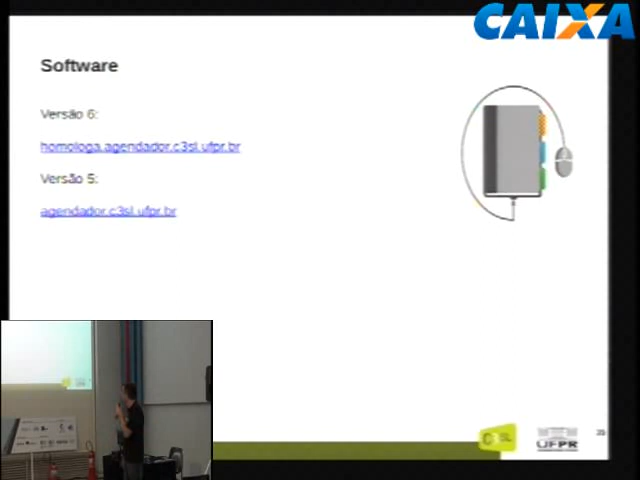 CAIXA
Software
Versão 6:
homologa.agendador.c3sl.ufpr.br
Versão 5:
agendador.c3sl.ufpr.br
C3SL
UFPR